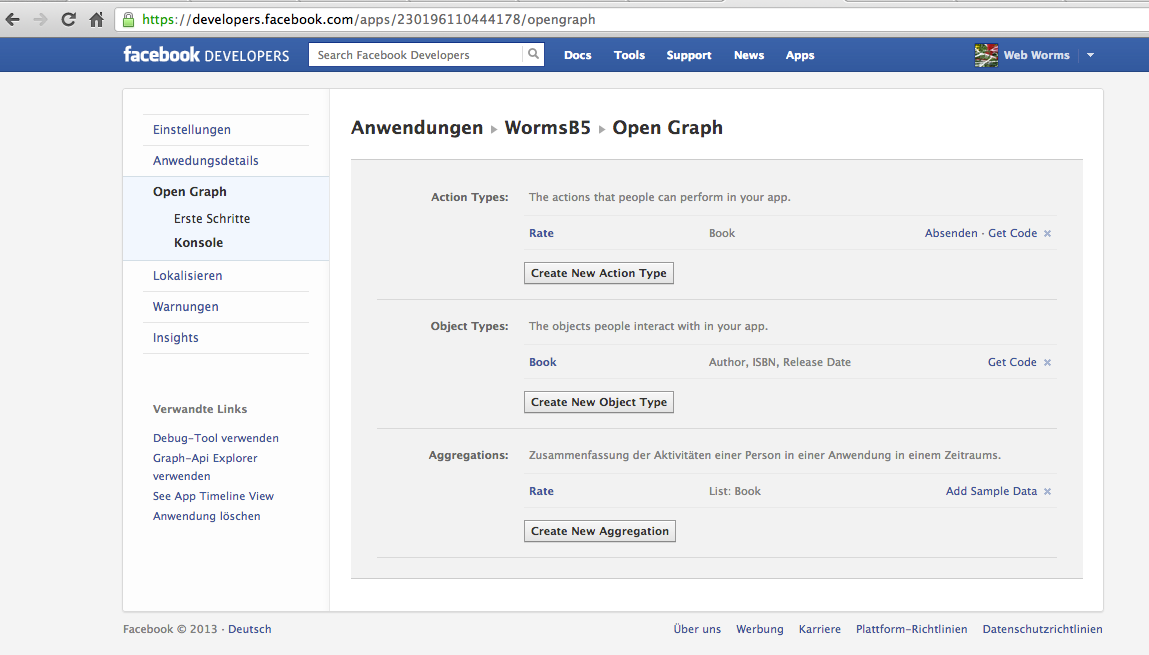 https://developers.facebook.com/apps/230196110444178/opengraph
facebook DEVELOPERS
Search Facebook Developers
Docs
Tools
Support
News
Apps
Web Worms
Einstellungen
Anwedungsdetails
Open Graph
Erste Schritte
Konsole
Lokalisieren
Warnungen
Insights
Verwandte Links
Debug-Tool verwenden
Graph-Api Explorer
verwenden
See App Timeline View
Anwendung löschen
Anwendungen ▸ WormsB5 ▸ Open Graph
Action Types: The actions that people can perform in your app.
Rate Book Absenden · Get Code ×
Create New Action Type
Object Types: The objects people interact with in your app.
Book Author, ISBN, Release Date Get Code ×
Create New Object Type
Aggregations: Zusammenfassung der Aktivitäten einer Person in einer Anwendung in einem Zeitraums.
Rate List: Book Add Sample Data ×
Create New Aggregation
Facebook © 2013 · Deutsch
Über uns Werbung Karriere Plattform-Richtlinien Datenschutzrichtlinien